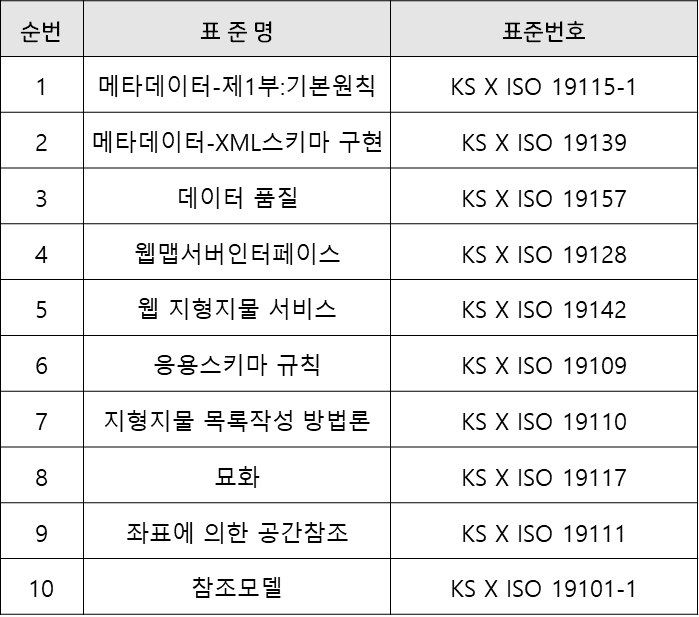 순번 표 준 명 표준번호
1 메타데이터-제1부:기본원칙 KS X ISO 19115-1
2 메타데이터-XML스키마 구현 KS X ISO 19139
3 데이터 품질 KS X ISO 19157
4 웹맵서버인터페이스 KS X ISO 19128
5 웹 지형지물 서비스 KS X ISO 19142
6 응용스키마 규칙 KS X ISO 19109
7 지형지물 목록작성 방법론 KS X ISO 19110
8 묘화 KS X ISO 19117
9 좌표에 의한 공간참조 KS X ISO 19111
10 참조모델 KS X ISO 19101-1